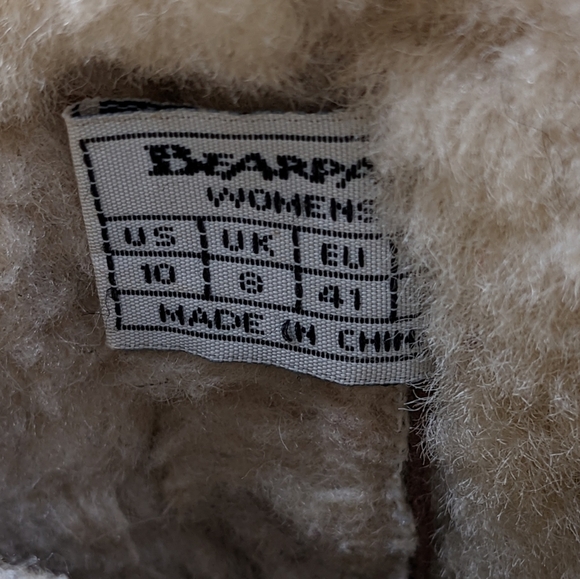 BEARPA
WOMENS
US UK EU
10 8 41
MADE IN CHIN